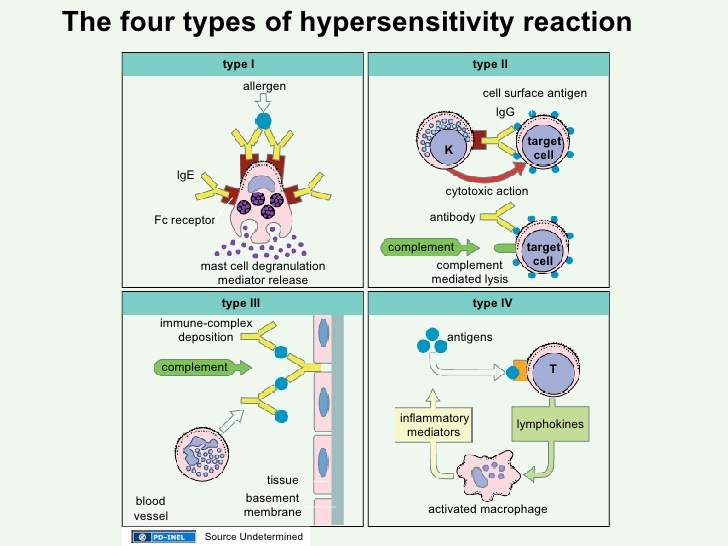 The four types of hypersensitivity reaction
type I
allergen
IgE
Fc receptor
mast cell degranulation
mediator release
type II
cell surface antigen
IgG
K
target
cell
cytotoxic action
antibody
complement
target
cell
complement
mediated lysis
type III
immune-complex
deposition
complement
tissue
blood
vessel
basement
membrane
type IV
antigens
T
inflammatory
mediators
lymphokines
activated macrophage
PD-INEL
Source Undetermined